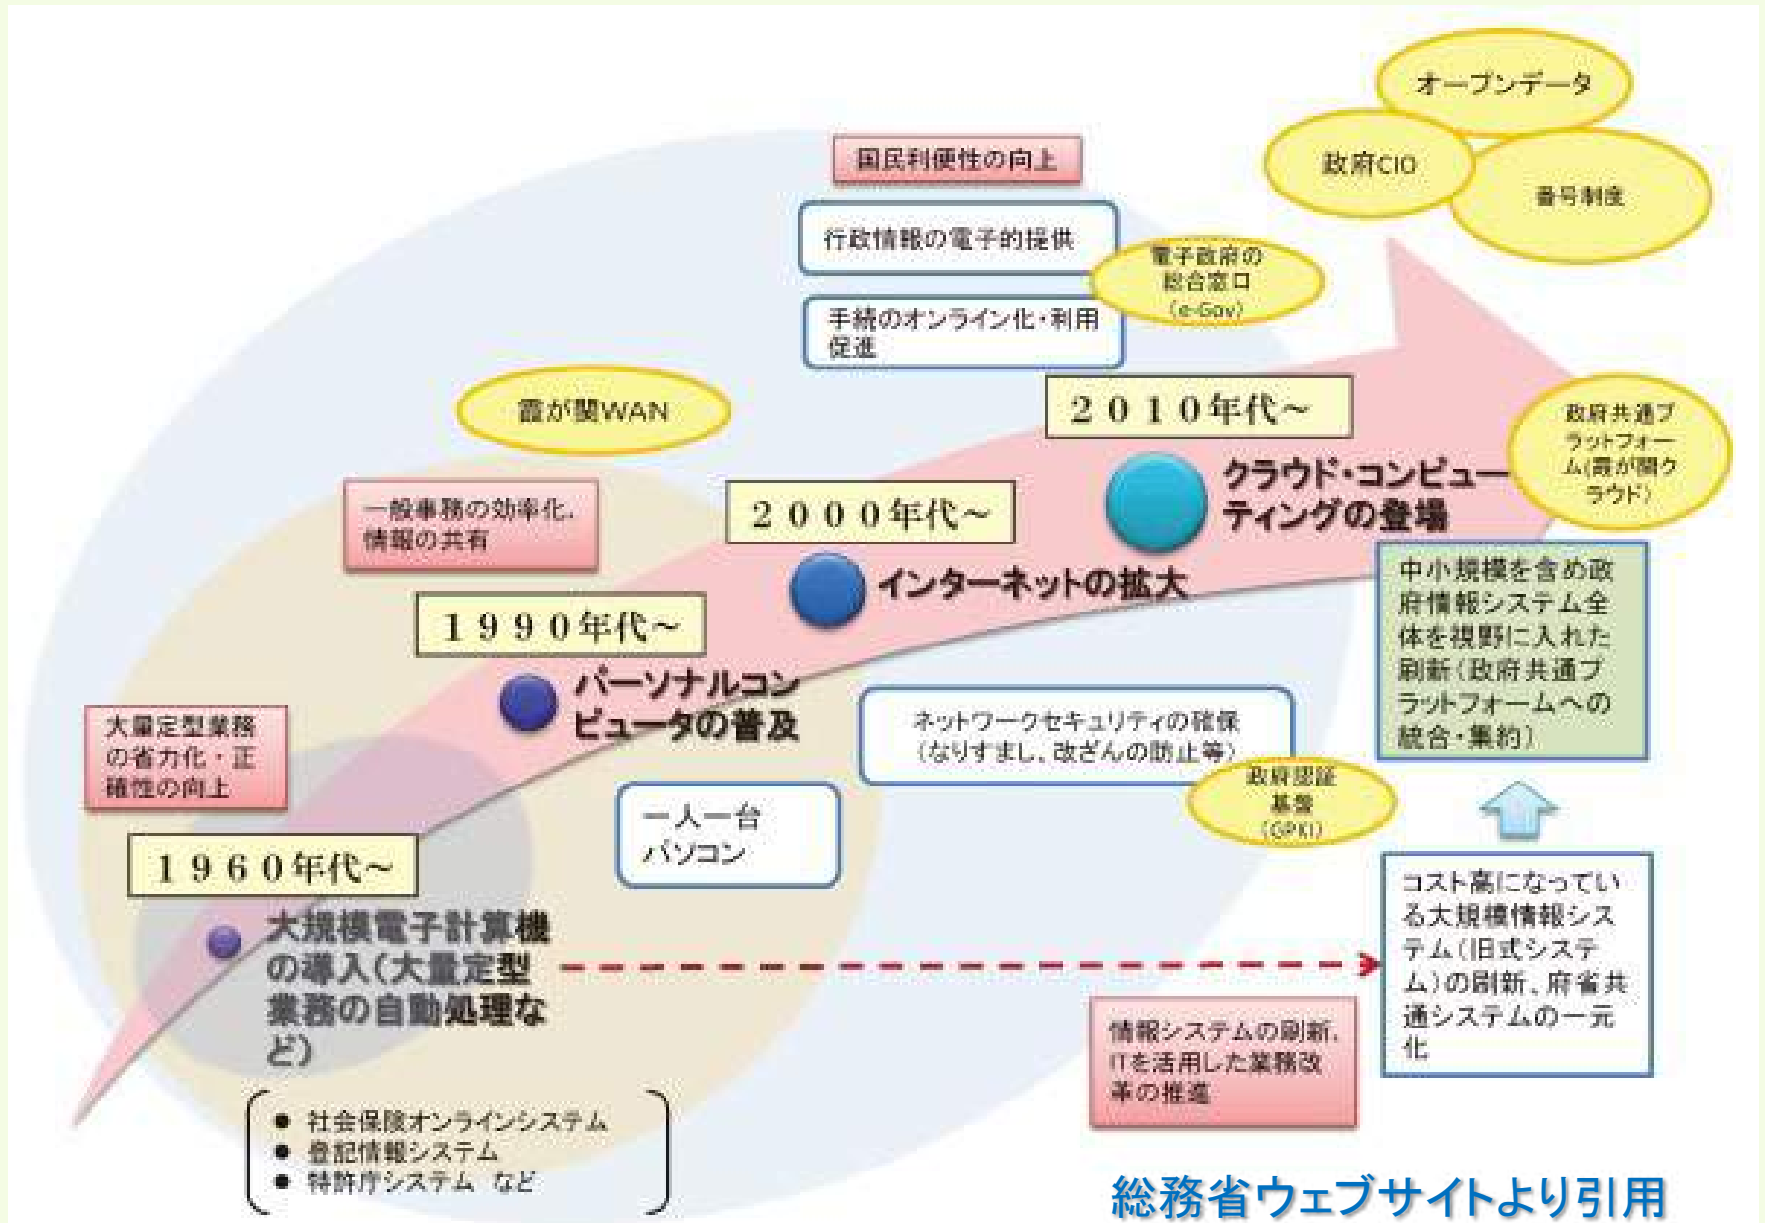 オープンデータ
政府CIO
番号制度
国民利便性の向上
行政情報の電子的提供
電子政府の
総合窓口
(e-Gov)
手続のオンライン化・利用
促進
霞が関WAN
2010年代～
クラウド・コンピュー
ティングの登場
政府共通プ
ラットフォー
ム(霞が関ク
ラウド)
一般事務の効率化、
情報の共有
2000年代～
インターネットの拡大
1990年代～
パーソナルコン
ピュータの普及
中小規模を含め政
府情報システム全
体を視野に入れた
刷新(政府共通プ
ラットフォームへの
統合・集約)
大量定型業務
の省力化・正
確性の向上
ネットワークセキュリティの確保
(なりすまし、改ざんの防止等)
政府認証
基盤
(GPKI)
一人一台
パソコン
1960年代～
大規模電子計算機
の導入(大量定型
業務の自動処理な
ど)
コスト高になってい
る大規模情報シス
テム(旧式システ
ム)の刷新、府省共
通システムの一元
化
情報システムの刷新、
ITを活用した業務改
革の推進
● 社会保険オンラインシステム
● 登記情報システム
● 特許庁システム など
総務省ウェブサイトより引用